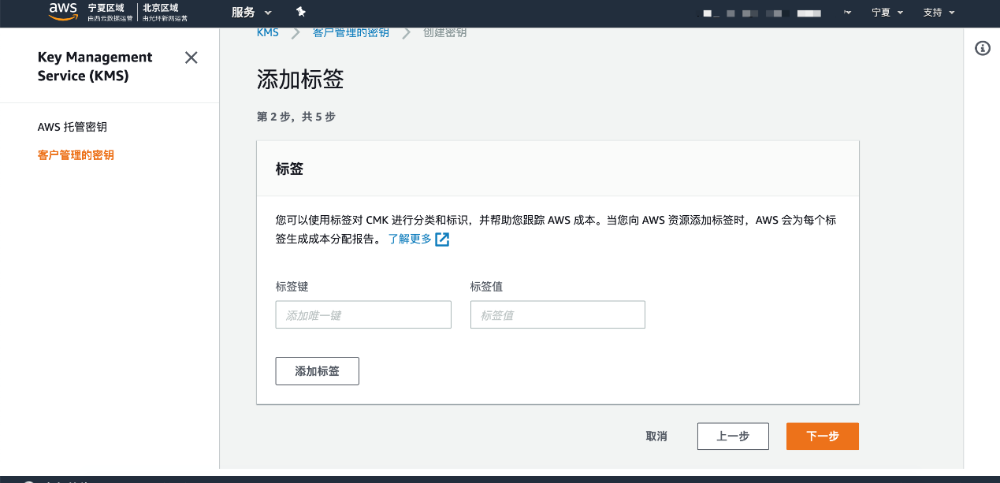 aws
宁夏区域
由西云数据运营
北京区域
由光环新网运营
服务
宁夏
支持
KMS
客户管理的密钥
创建密钥
Key Management
Service (KMS)
AWS 托管密钥
客户管理的密钥
添加标签
第 2 步，共 5 步
标签
您可以使用标签对 CMK 进行分类和标识，并帮助您跟踪 AWS 成本。当您向 AWS 资源添加标签时，AWS 会为每个标
签生成成本分配报告。 了解更多
标签键
标签值
添加唯一键
标签值
添加标签
取消
上一步
下一步